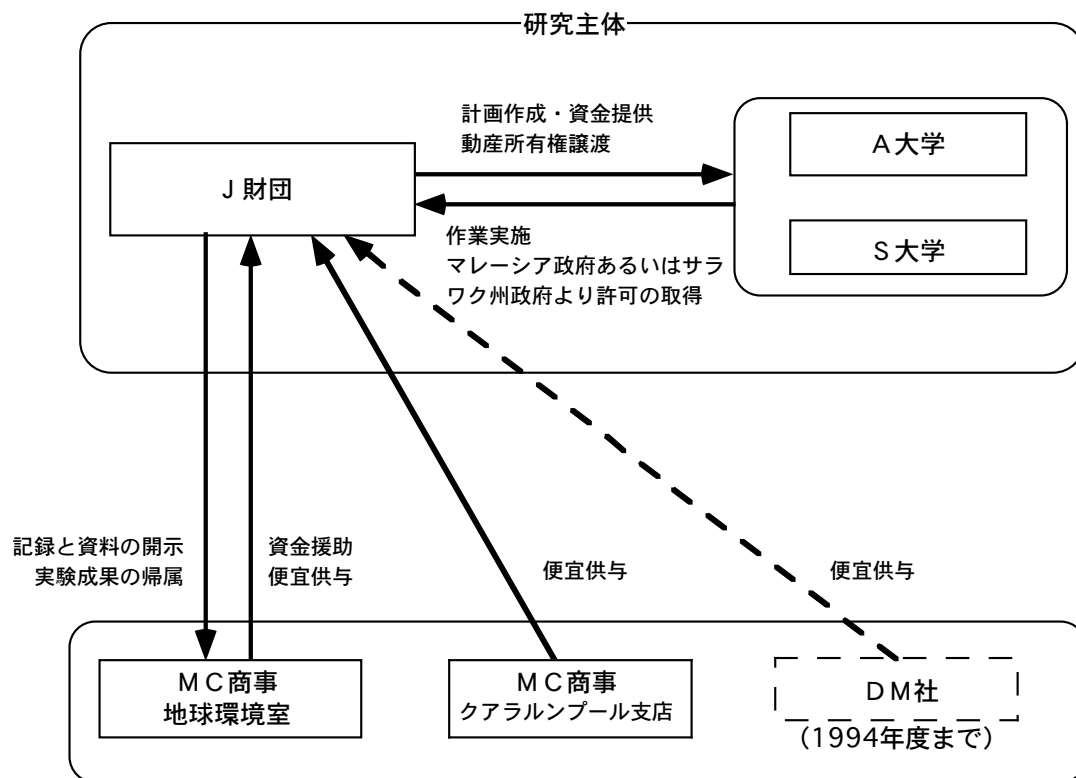 研究主体
計画作成・資金提供
動産所有権譲渡
J 財団
A大学
S大学
作業実施
マレーシア政府あるいはサラ
ワク州政府より許可の取得
記録と資料の開示
実験成果の帰属
資金援助
便宜供与
便宜供与
便宜供与
MC商事
地球環境室
MC商事
クアラルンプール支店
DM社
(1994年度まで)